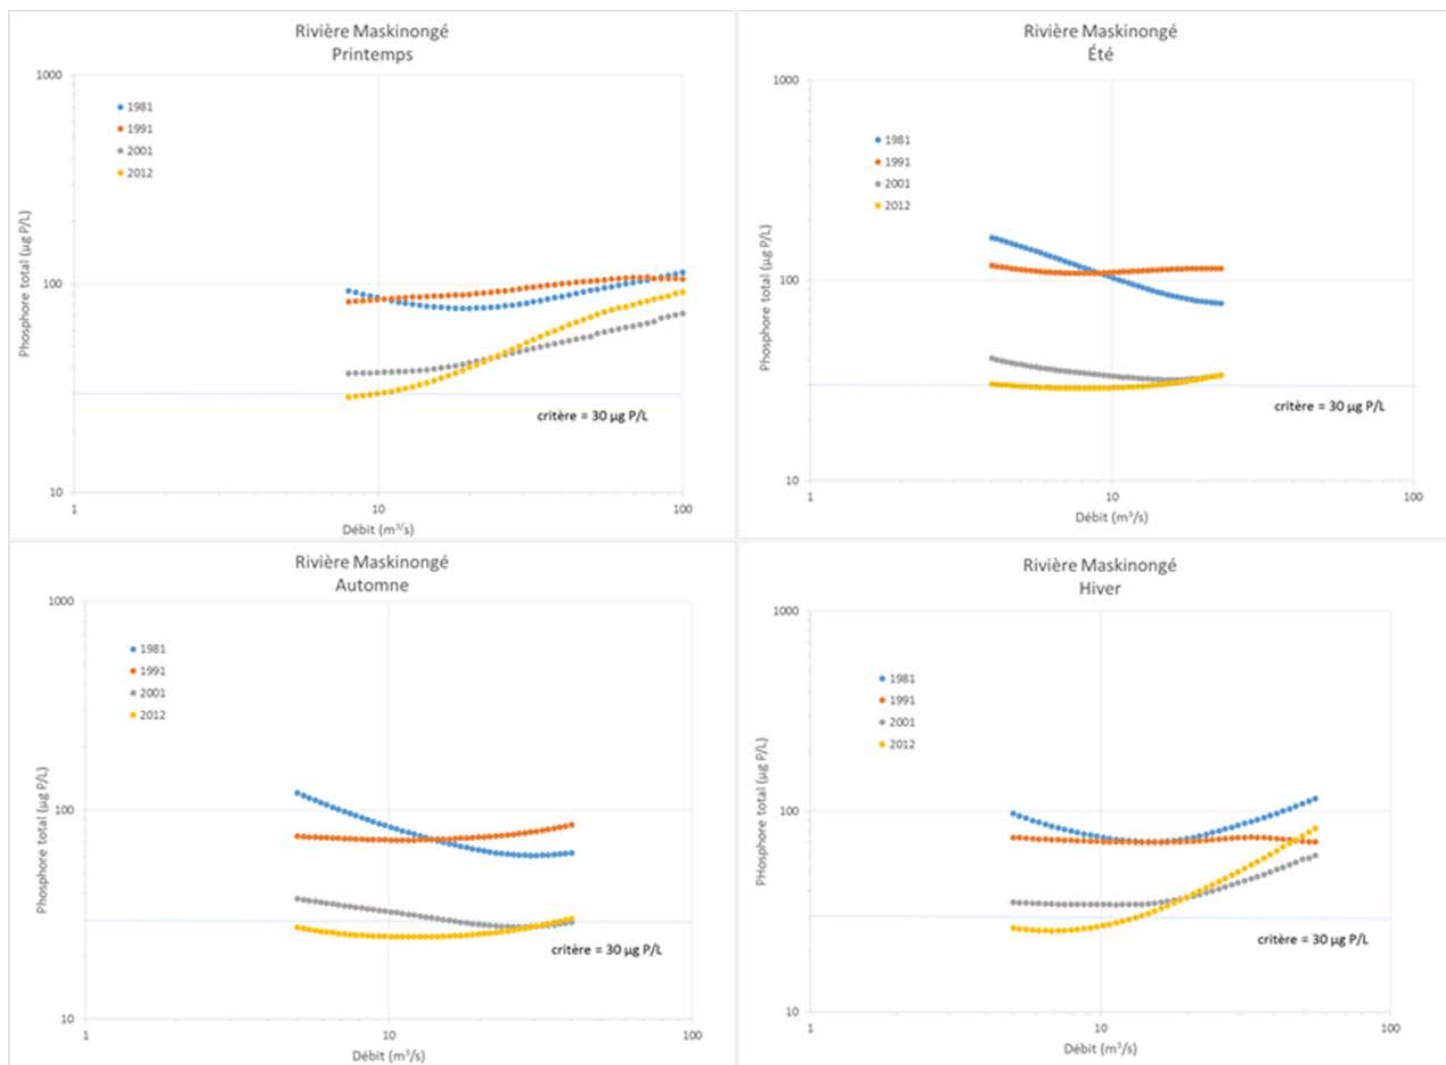 Rivière Maskinongé
Printemps
1000
100
10
1
10
100
Phosphore total (µg P/L)
Débit (m³/s)
1981
1991
2001
2012
critère = 30 µg P/L
Rivière Maskinongé
Été
1000
100
10
1
10
100
Phosphore total (µg P/L)
Débit (m³/s)
1981
1991
2001
2012
critère = 30 µg P/L
Rivière Maskinongé
Automne
1000
100
10
1
10
100
Phosphore total (µg P/L)
Débit (m³/s)
1981
1991
2001
2012
critère = 30 µg P/L
Rivière Maskinongé
Hiver
1000
100
10
1
10
100
PHosphore total (µg P/L)
Débit (m³/s)
1981
1991
2001
2012
critère = 30 µg P/L